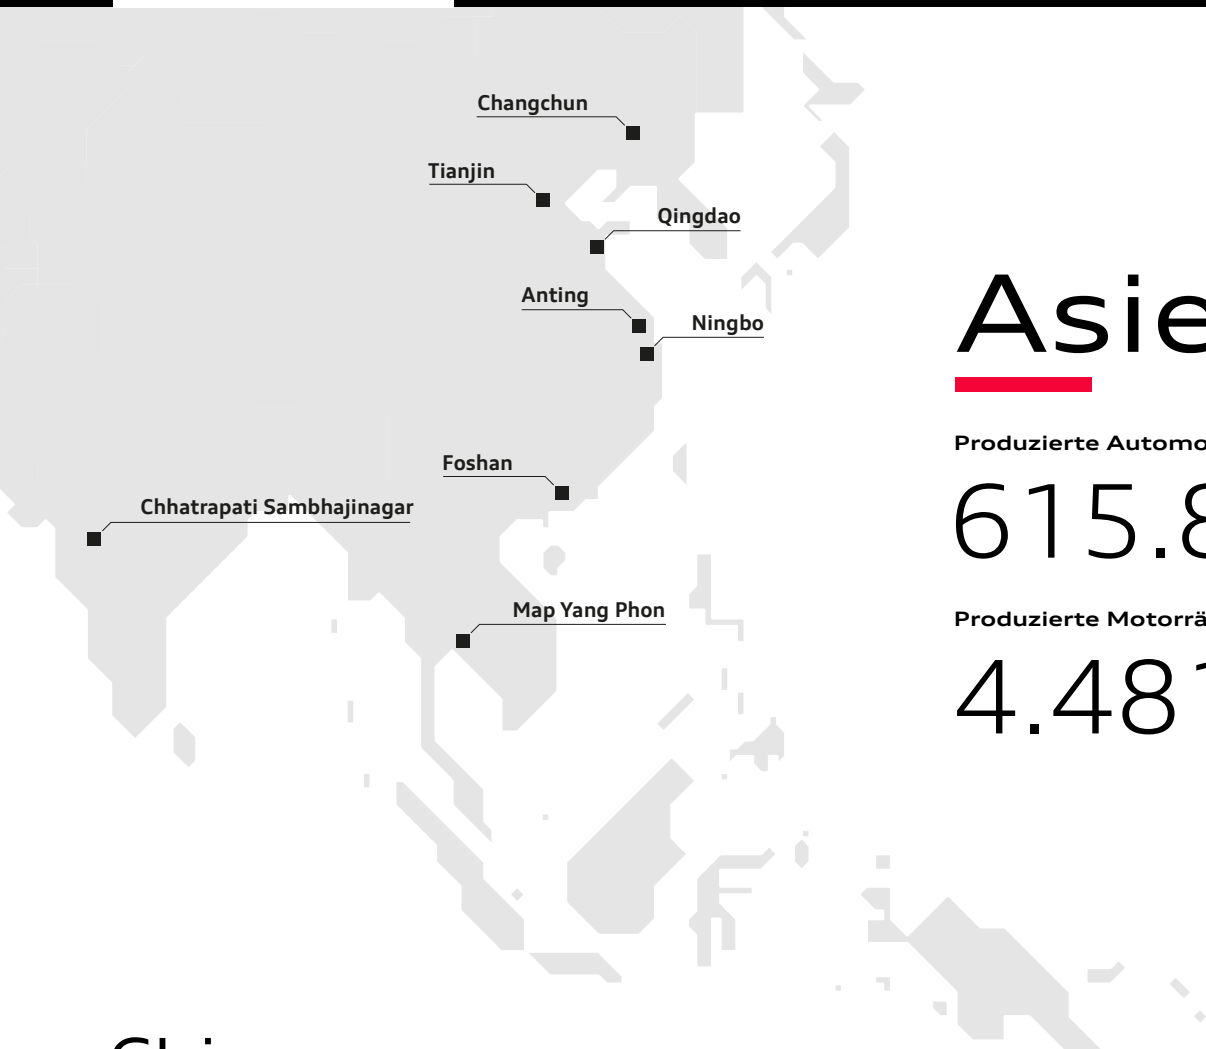 Changchun
Tianjin
Qingdao
Anting
Ningbo
Asie
Produzierte Automo
Foshan
615.8
Chhatrapati Sambhajinagar
Map Yang Phon
Produzierte Motorrä
4.481